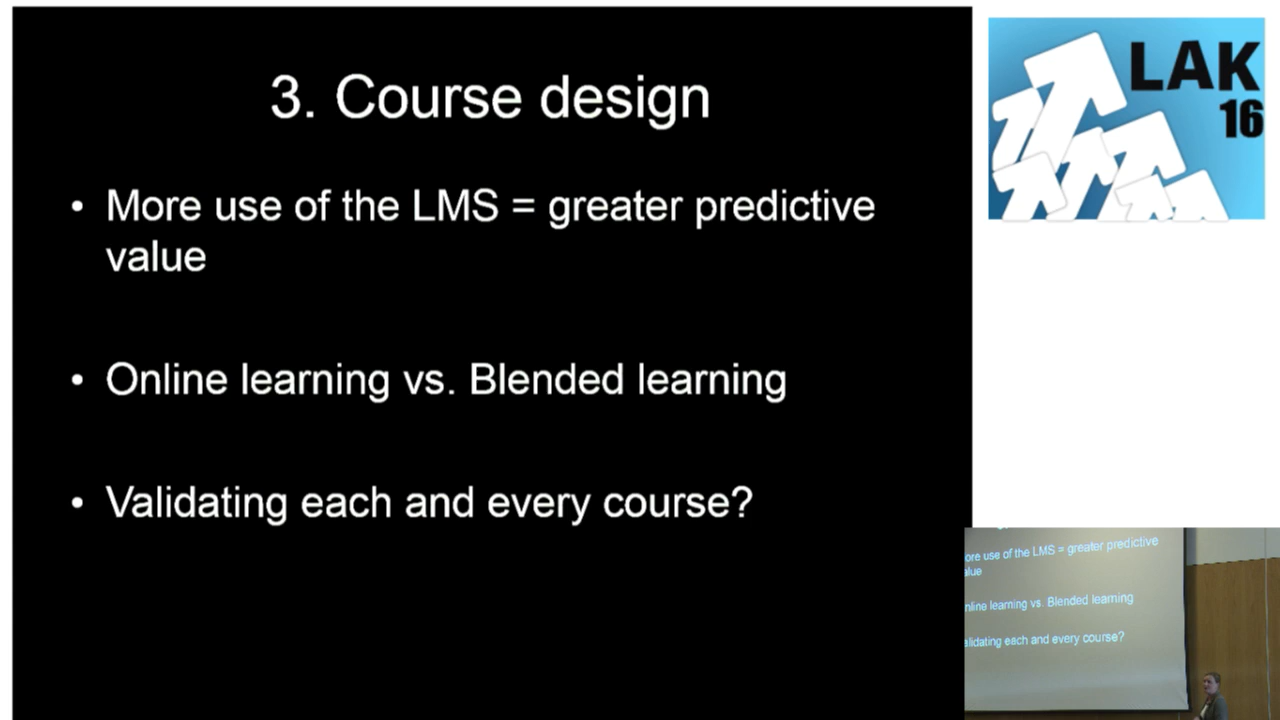 3. Course design
• More use of the LMS = greater predictive
value
• Online learning vs. Blended learning
• Validating each and every course?
LAK
16
ore use of the LMS = greater predictive
alue
nline learning vs. Blended learning
alidating each and every course?